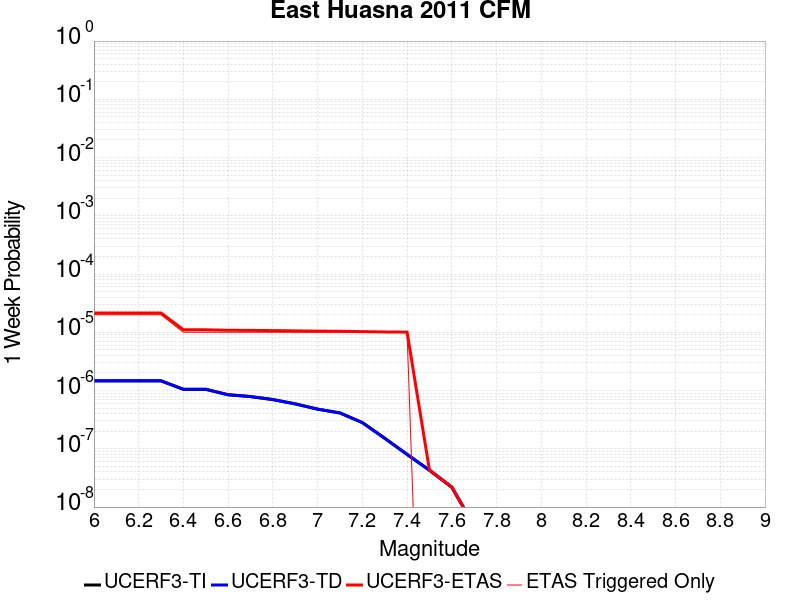 East Huasna 2011 CFM
10^0
10^-1
10^-2
10^-3
10^-4
10^-5
10^-6
10^-7
10^-8
1 Week Probability
6 6.2 6.4 6.6 6.8 7 7.2 7.4 7.6 7.8 8 8.2 8.4 8.6 8.8 9
Magnitude
UCERF3-TI UCERF3-TD UCERF3-ETAS ETAS Triggered Only